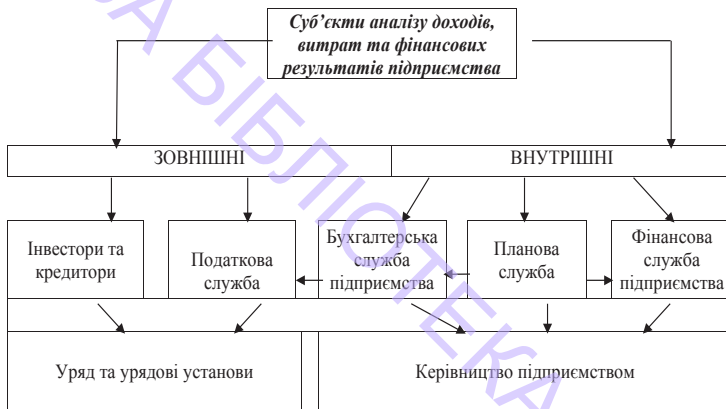 Суб’єкти аналізу доходів,
витрат та фінансових
результатів підприємства
ЗОВНІШНІ
ВНУТРІШНІ
Інвестори та
кредитори
Податкова
служба
Бухгалтерська
служба
підприємства
Планова
служба
Фінансова
служба
підприємства
Уряд та урядові установи
Керівництво підприємством
БІБЛІОТЕКА